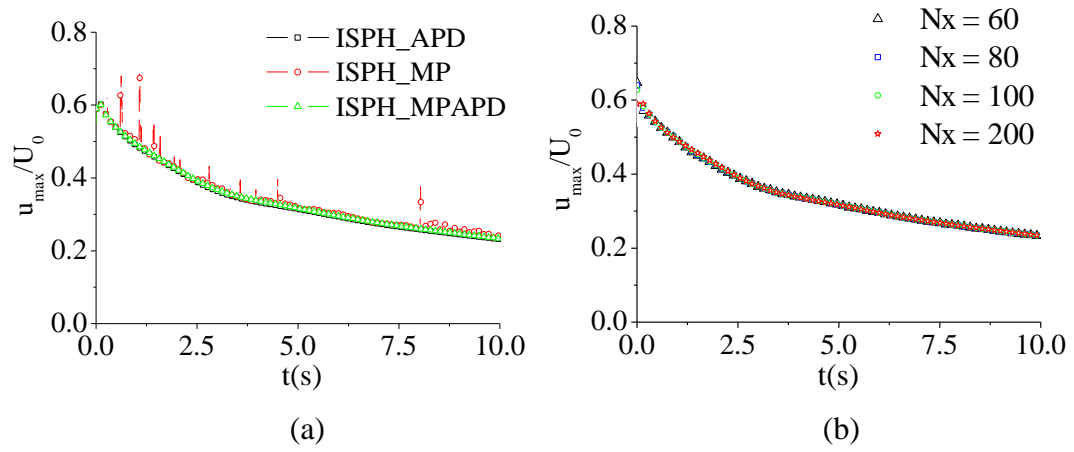 0.8
0.6
0.4
0.2
0.0
u_max/U_0
ISPH_APD
ISPH_MP
ISPH_MPAPD
0.0 2.5 5.0 7.5 10.0
t(s)
(a)
0.8
0.6
0.4
0.2
0.0
u_max/U_0
Nx = 60
Nx = 80
Nx = 100
Nx = 200
0.0 2.5 5.0 7.5 10.0
t(s)
(b)